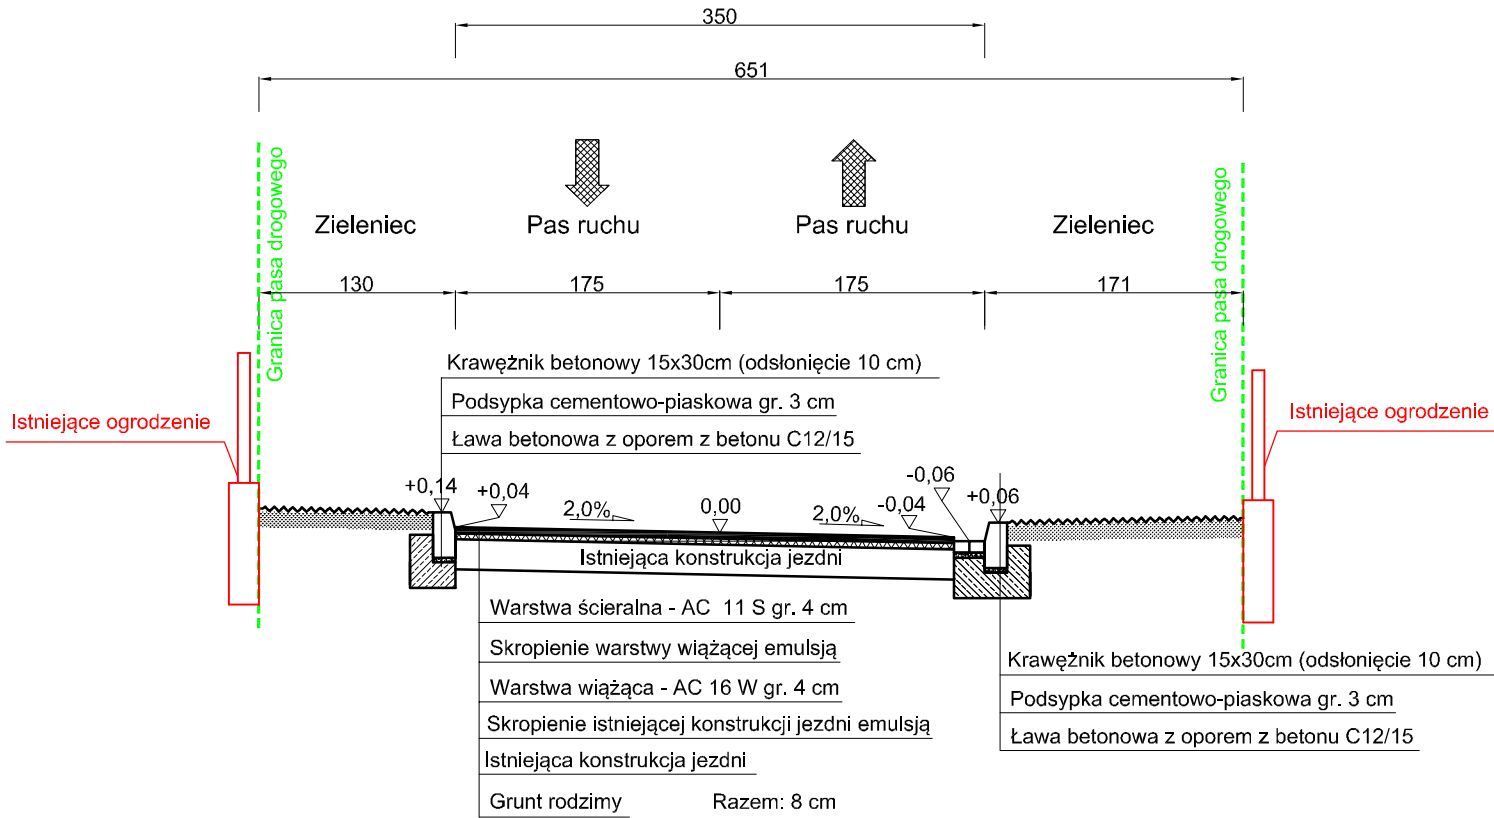 350
651
Granica pasa drogowego
Granica pasa drogowego
Zieleniec
Pas ruchu
Pas ruchu
Zieleniec
130
175
175
171
Krawężnik betonowy 15x30cm (odsłonięcie 10 cm)
Podsypka cementowo-piaskowa gr. 3 cm
Ława betonowa z oporem z betonu C12/15
Istniejące ogrodzenie
Istniejące ogrodzenie
+0,14
+0,04
2,0%
0,00
2,0%
-0,04
-0,06
+0,06
Istniejąca konstrukcja jezdni
Warstwa ścieralna - AC 11 S gr. 4 cm
Skropienie warstwy wiążącej emulsją
Warstwa wiążąca - AC 16 W gr. 4 cm
Skropienie istniejącej konstrukcji jezdni emulsją
Istniejąca konstrukcja jezdni
Grunt rodzimy Razem: 8 cm
Krawężnik betonowy 15x30cm (odsłonięcie 10 cm)
Podsypka cementowo-piaskowa gr. 3 cm
Ława betonowa z oporem z betonu C12/15